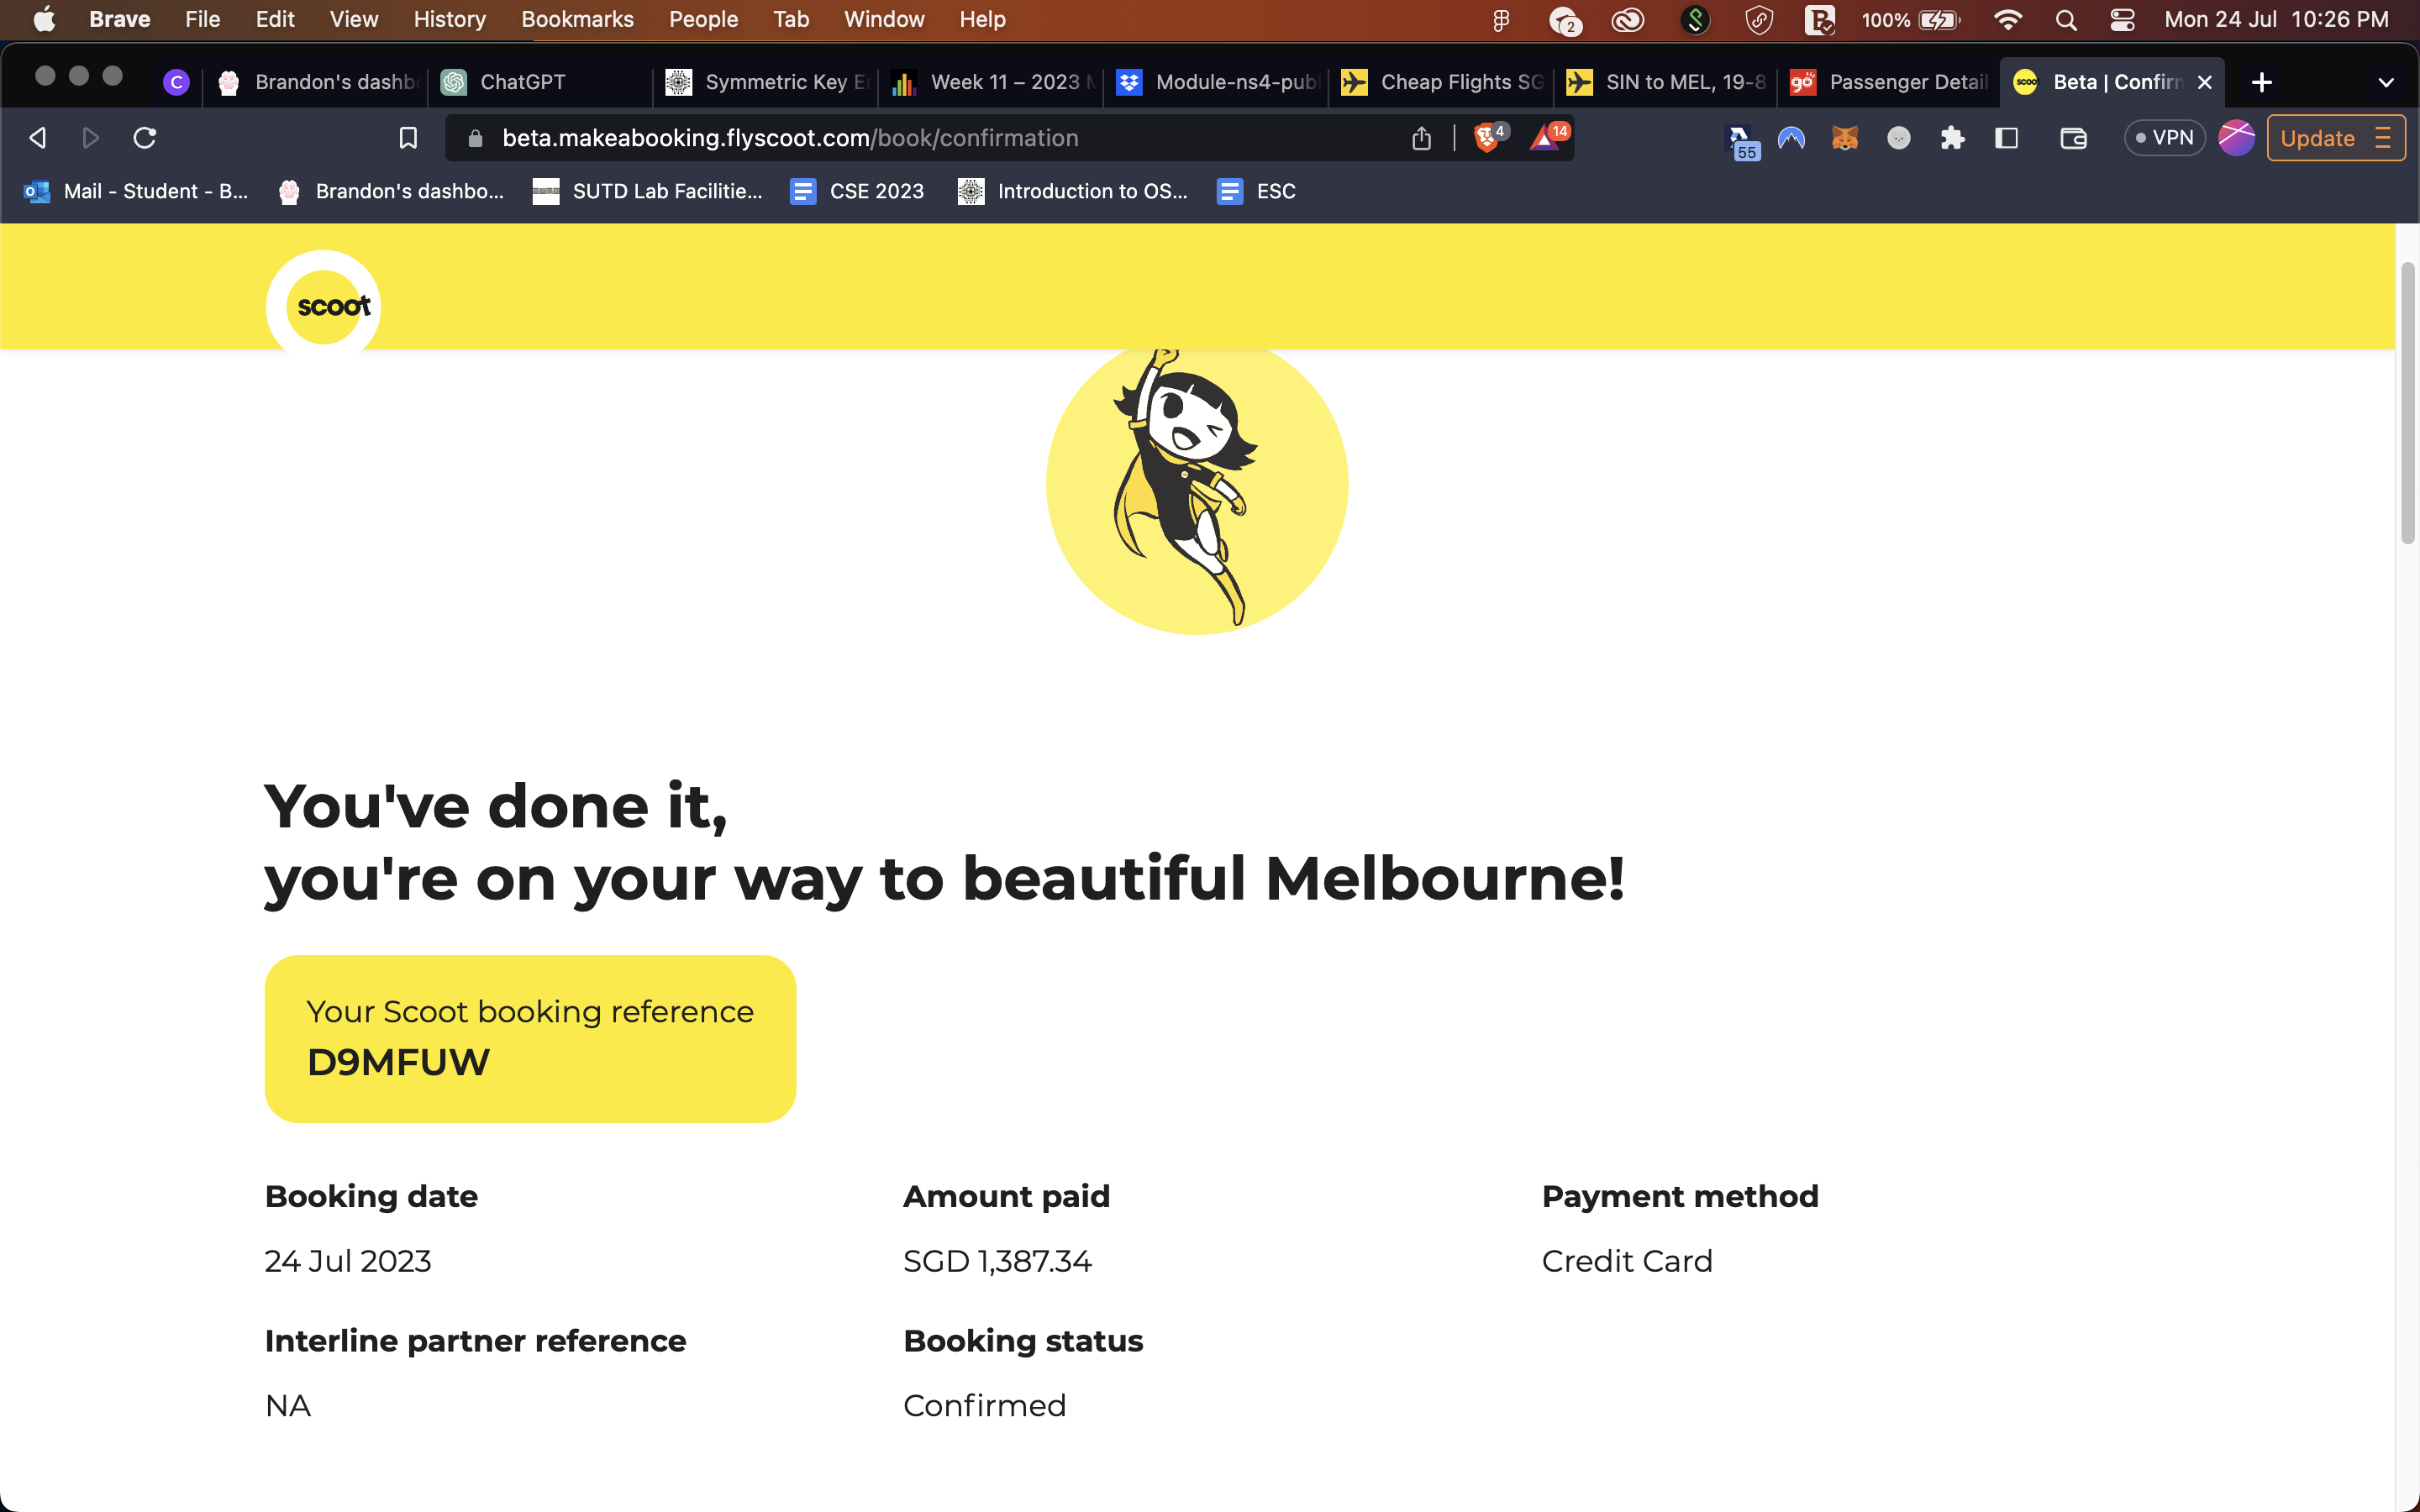 Brave File Edit View History Bookmarks People Tab Window Help 2 100% Mon 24 Jul 10:26 PM
C Brandon's dashb ChatGPT Symmetric Key E Week 11 – 2023 Module-ns4-pub Cheap Flights SG SIN to MEL, 19-8 go Passenger Detail scoot Beta | Confirm
beta.makeabooking.flyscoot.com/book/confirmation 4 14 55 VPN Update
Mail - Student - B... Brandon's dashbo... SUTD Lab Facilitie... CSE 2023 Introduction to OS... ESC
scoot
You've done it,
you're on your way to beautiful Melbourne!
Your Scoot booking reference
D9MFUW
Booking date Amount paid Payment method
24 Jul 2023 SGD 1,387.34 Credit Card
Interline partner reference Booking status
NA Confirmed